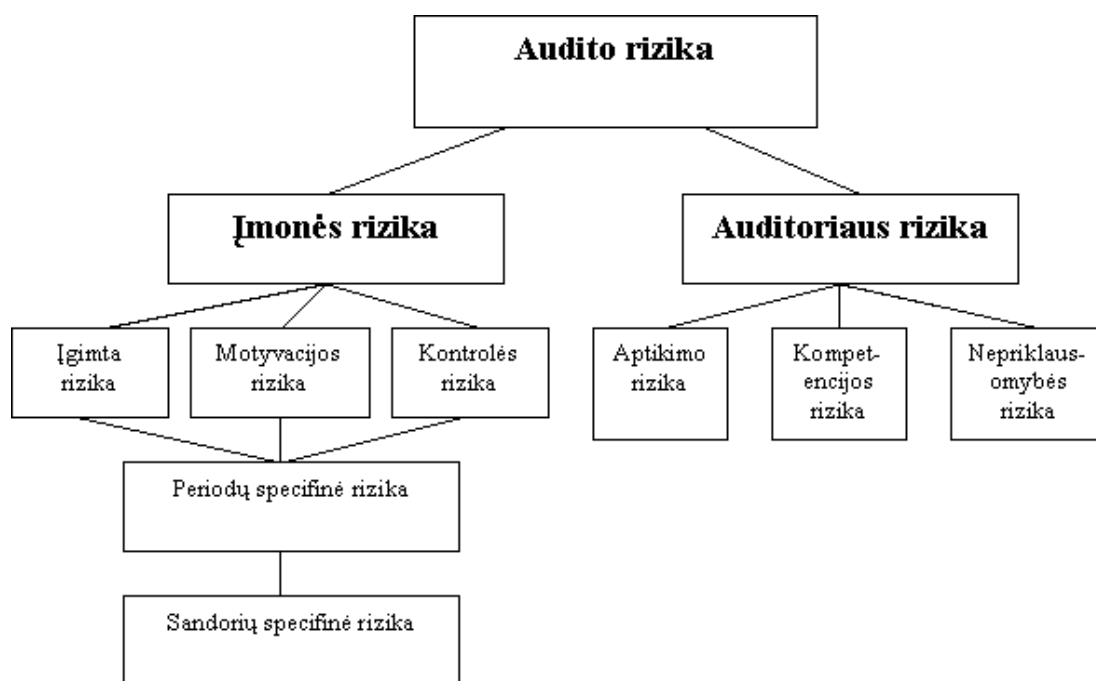 Audito rizika
Įmonės rizika
Auditoriaus rizika
Įgimta
rizika
Motyvacijos
rizika
Kontrolės
rizika
Aptikimo
rizika
Kompet-
encijos
rizika
Nepriklaus-
omybės
rizika
Periodų specifinė rizika
Sandorių specifinė rizika